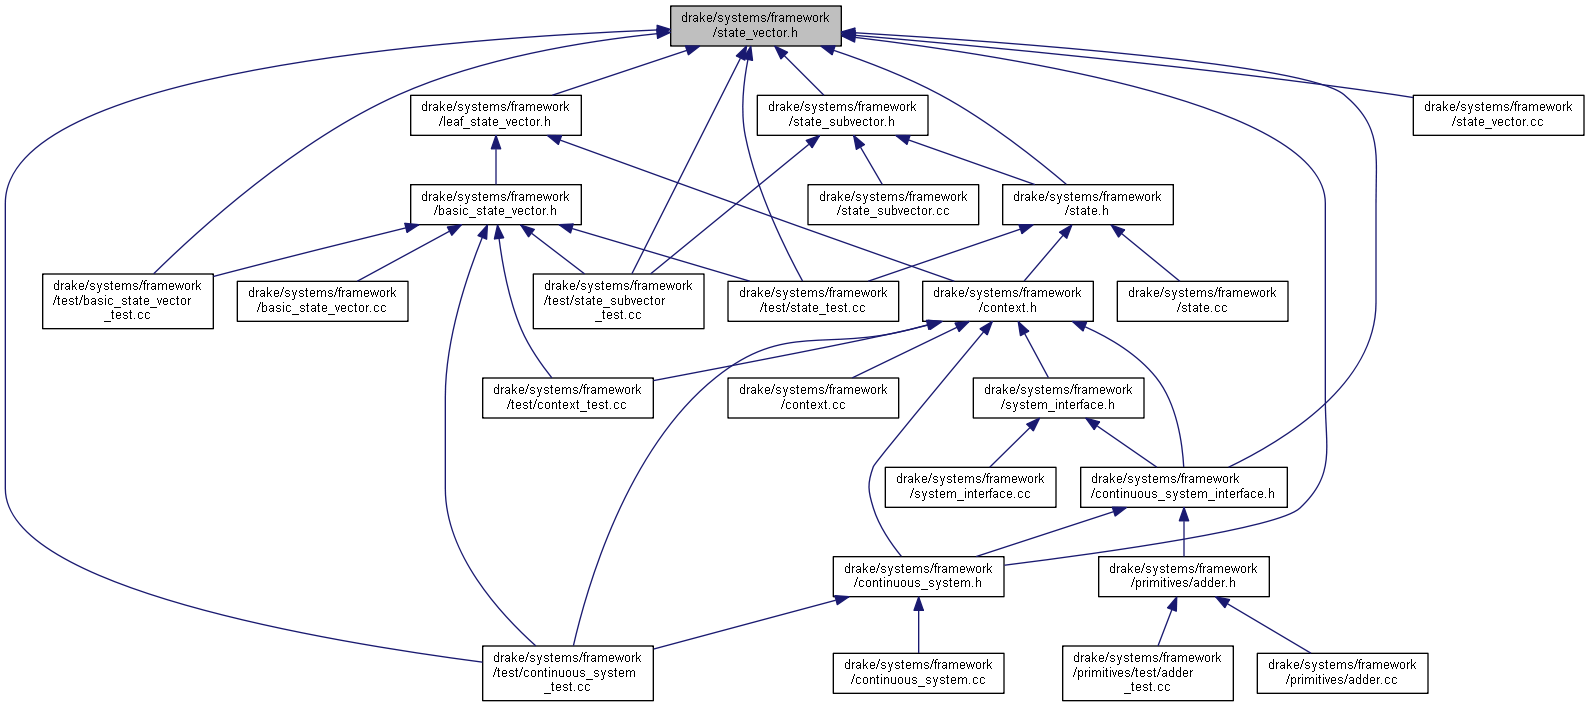 drake/systems/framework
/state_vector.h
drake/systems/framework
/leaf_state_vector.h
drake/systems/framework
/state_subvector.h
drake/systems/framework
/state_vector.cc
drake/systems/framework
/basic_state_vector.h
drake/systems/framework
/state_subvector.cc
drake/systems/framework
/state.h
drake/systems/framework
/test/basic_state_vector
_test.cc
drake/systems/framework
/basic_state_vector.cc
drake/systems/framework
/test/state_subvector
_test.cc
drake/systems/framework
/test/state_test.cc
drake/systems/framework
/context.h
drake/systems/framework
/state.cc
drake/systems/framework
/test/context_test.cc
drake/systems/framework
/context.cc
drake/systems/framework
/system_interface.h
drake/systems/framework
/system_interface.cc
drake/systems/framework
/continuous_system_interface.h
drake/systems/framework
/continuous_system.h
drake/systems/framework
/primitives/adder.h
drake/systems/framework
/test/continuous_system
_test.cc
drake/systems/framework
/continuous_system.cc
drake/systems/framework
/primitives/test/adder
_test.cc
drake/systems/framework
/primitives/adder.cc